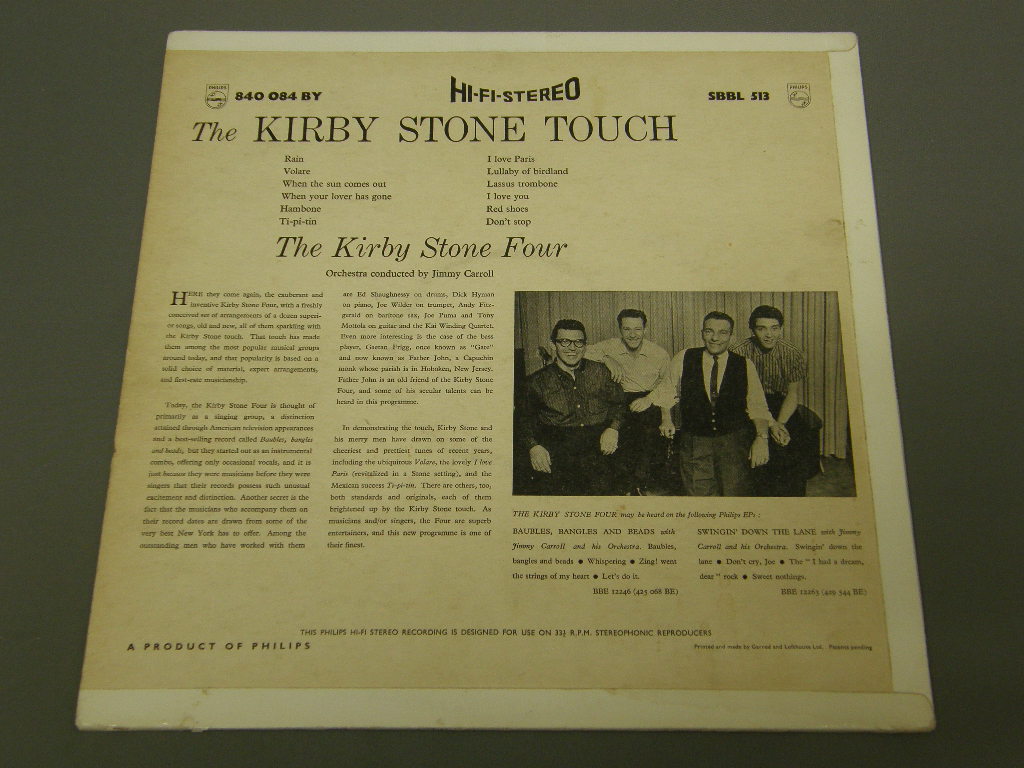 PHILIPS
840 084 BY
HI-FI-STEREO
SBBL 513
PHILIPS
The KIRBY STONE TOUCH
Rain
Volare
When the sun comes out
When your lover has gone
Hambone
Ti-pi-tin
I love Paris
Lullaby of birdland
Lassus trombone
I love you
Red shoes
Don't stop
The Kirby Stone Four
Orchestra conducted by Jimmy Carroll
HERE they come again, the exuberant and
inventive Kirby Stone Four, with a freshly
conceived set of arrangements of a dozen superi-
or songs, old and new, all of them sparkling with
the Kirby Stone touch. That touch has made
them among the most popular musical groups
around today, and that popularity is based on a
solid choice of material, expert arrangements,
and first-rate musicianship.
Today, the Kirby Stone Four is thought of
primarily as a singing group, a distinction
attained through American television appearances
and a best-selling record called Baubles, bangles
and beads, but they started out as an instrumental
combo, offering only occasional vocals, and it is
just because they were musicians before they were
singers that their records possess such unusual
excitement and distinction. Another secret is the
fact that the musicians who accompany them on
their record dates are drawn from some of the
very best New York has to offer. Among the
outstanding men who have worked with them
are Ed Shaughnessy on drums, Dick Hyman
on piano, Joe Wilder on trumpet, Andy Fitz-
gerald on baritone sax, Joe Puma and Tony
Mottola on guitar and the Kai Winding Quartet.
Even more interesting is the case of the bass
player, Gaetan Frigg, once known as "Gate"
and now known as Father John, a Capuchin
monk whose parish is in Hoboken, New Jersey.
Father John is an old friend of the Kirby Stone
Four, and some of his secular talents can be
heard in this programme.
In demonstrating the touch, Kirby Stone and
his merry men have drawn on some of the
cheeriest and prettiest tunes of recent years,
including the ubiquitous Volare, the lovely I love
Paris (revitalized in a Stone setting), and the
Mexican success Ti-pi-tin. There are others, too,
both standards and originals, each of them
brightened up by the Kirby Stone touch. As
musicians and/or singers, the Four are superb
entertainers, and this new programme is one of
their finest.
THE KIRBY STONE FOUR may be heard on the following Philips EPs :
BAUBLES, BANGLES AND BEADS with
Jimmy Carroll and his Orchestra. Baubles,
bangles and beads ● Whispering ● Zing! went
the strings of my heart ● Let's do it.
BBE 12246 (425 068 BE)
SWINGIN' DOWN THE LANE with Jimmy
Carroll and his Orchestra. Swingin' down the
lane ● Don't cry, Joe ● The " I had a dream,
dear " rock ● Sweet nothings.
BBE 12263 (429 544 BE)
THIS PHILIPS HI-FI STEREO RECORDING IS DESIGNED FOR USE ON 33⅓ R.P.M. STEREOPHONIC REPRODUCERS
A PRODUCT OF PHILIPS
Printed and made by Garrod and Lofthouse Ltd. Patents pending